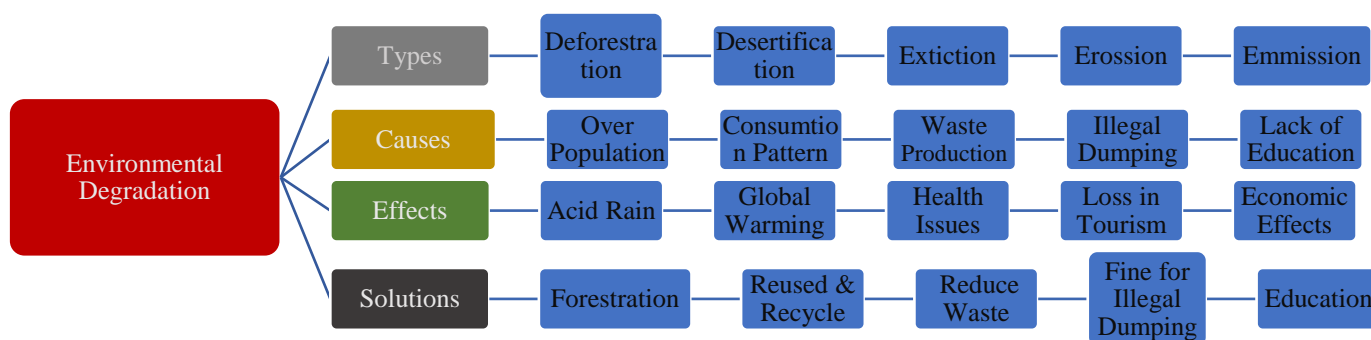 Environmental
Degradation
Types
Deforestra
tion
Desertifica
tion
Extiction
Erossion
Emmission
Causes
Over
Population
Consumtio
n Pattern
Waste
Production
Illegal
Dumping
Lack of
Education
Effects
Acid Rain
Global
Warming
Health
Issues
Loss in
Tourism
Economic
Effects
Solutions
Forestration
Reused &
Recycle
Reduce
Waste
Fine for
Illegal
Dumping
Education